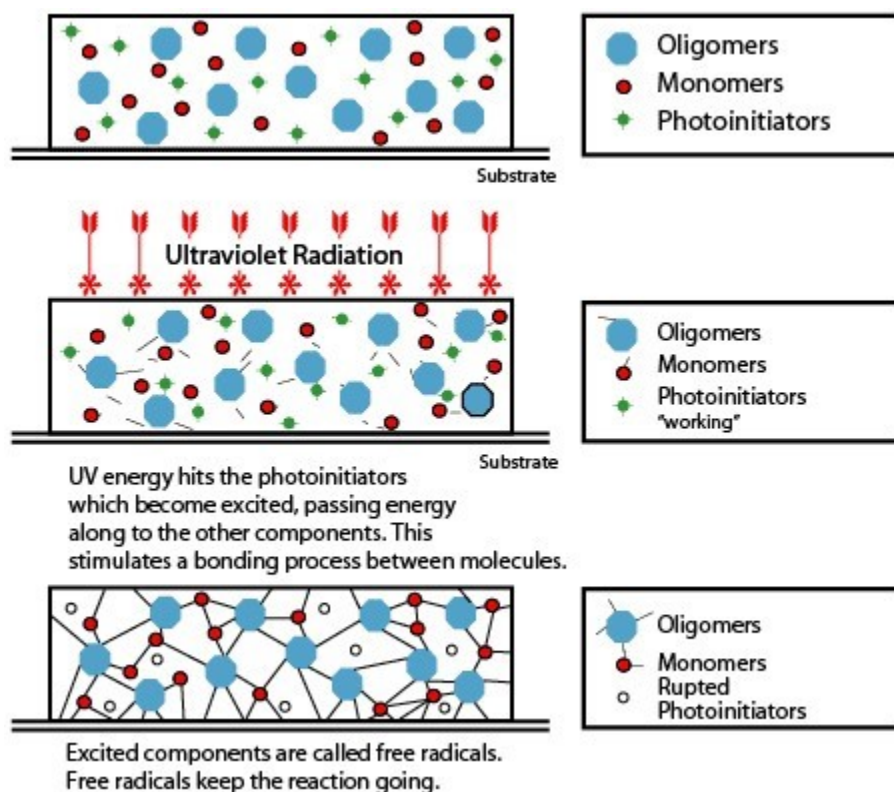 Oligomers
Monomers
Photoinitiators
Substrate
Ultraviolet Radiation
Oligomers
Monomers
Photoinitiators
"working"
Substrate
UV energy hits the photoinitiators
which become excited, passing energy
along to the other components. This
stimulates a bonding process between molecules.
Oligomers
Monomers
Rupted
Photoinitiators
Excited components are called free radicals.
Free radicals keep the reaction going.